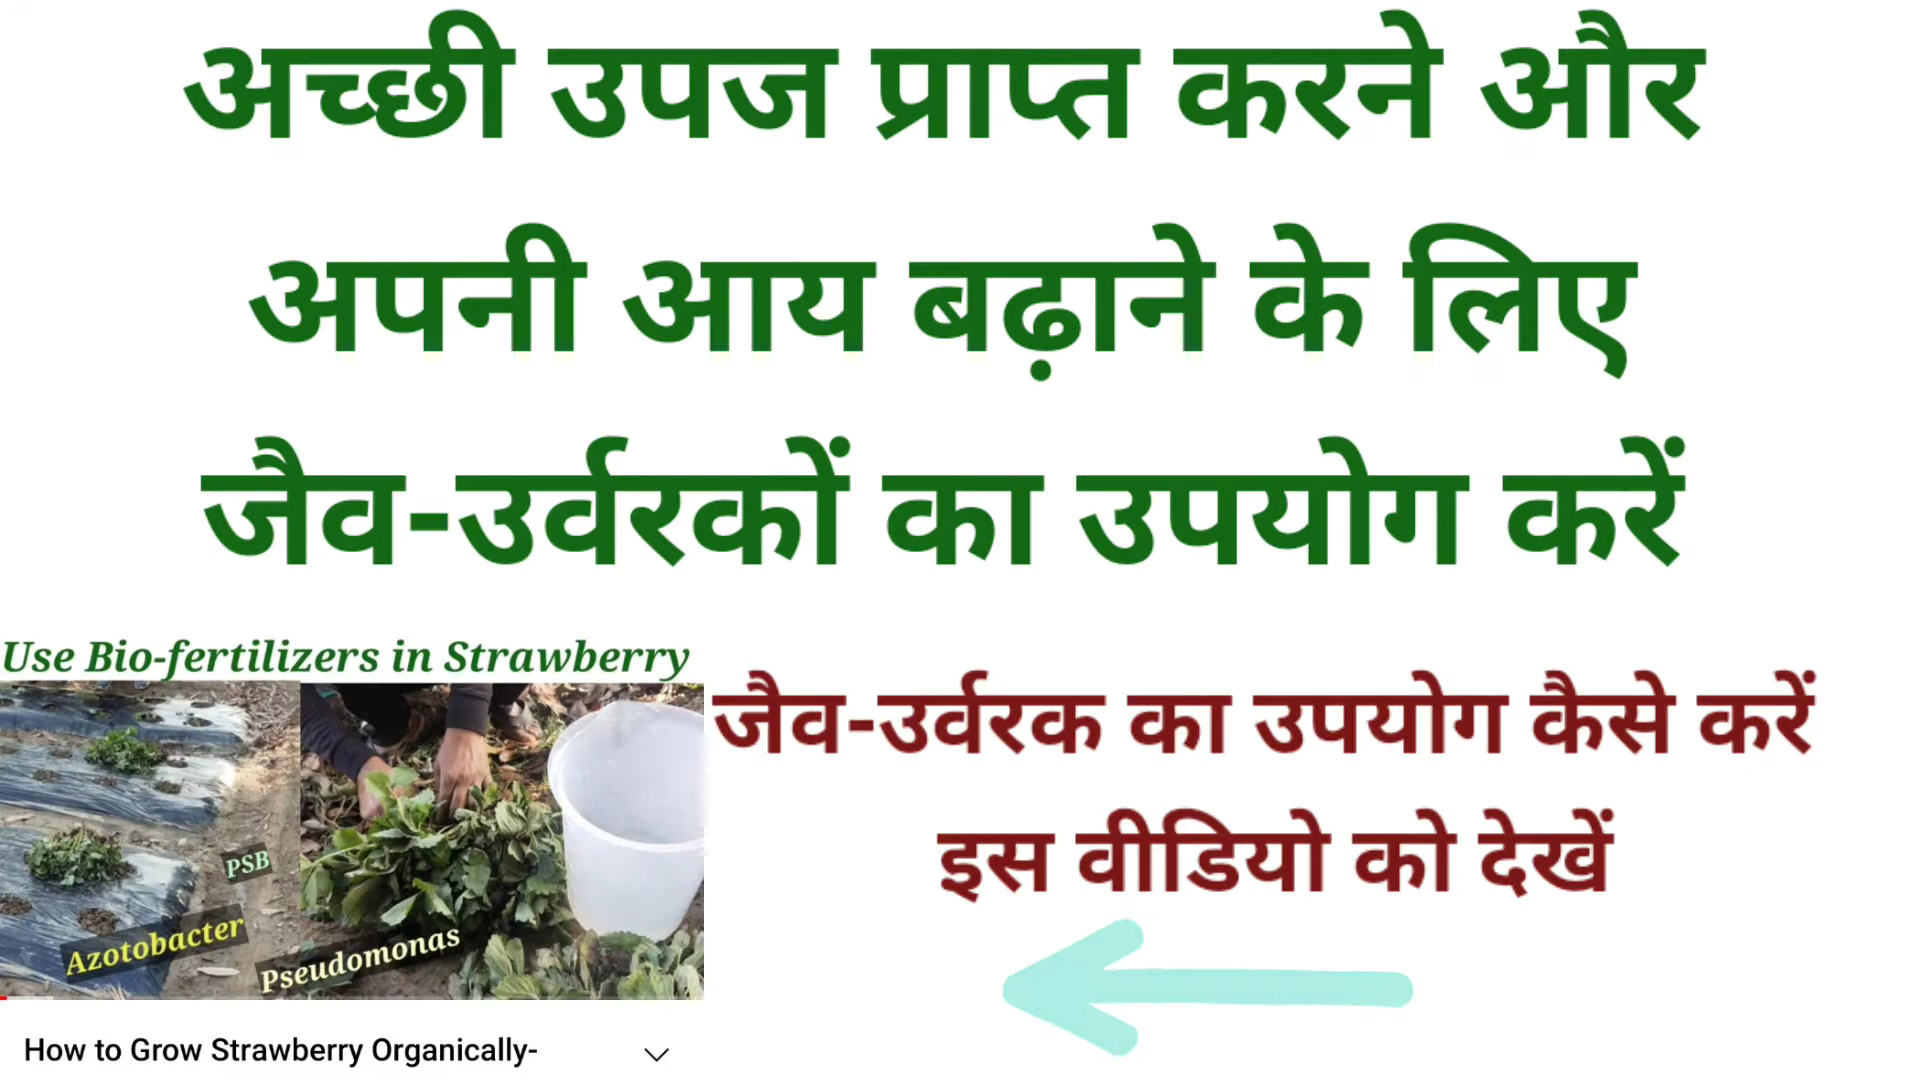 अच्छी उपज प्राप्त करने और
अपनी आय बढ़ाने के लिए
जैव-उर्वरकों का उपयोग करें
Use Bio-fertilizers in Strawberry
PSB
Azotobacter
Pseudomonas
How to Grow Strawberry Organically-
जैव-उर्वरक का उपयोग कैसे करें
इस वीडियो को देखें